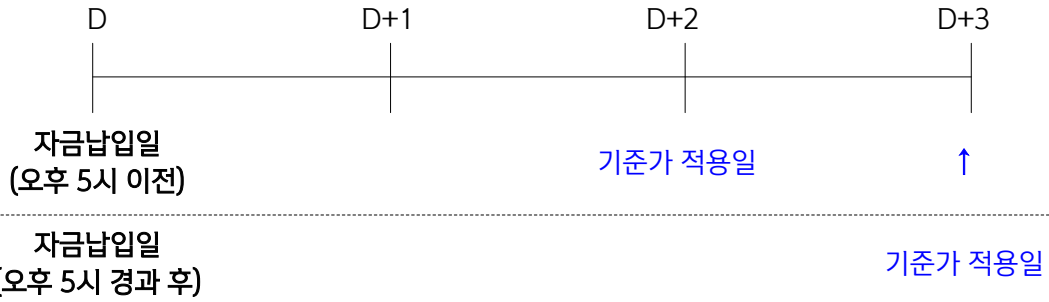 D D+1 D+2 D+3
자금납입일
(오후 5시 이전)
기준가 적용일 ↑
자금납입일
(오후 5시 경과 후)
기준가 적용일